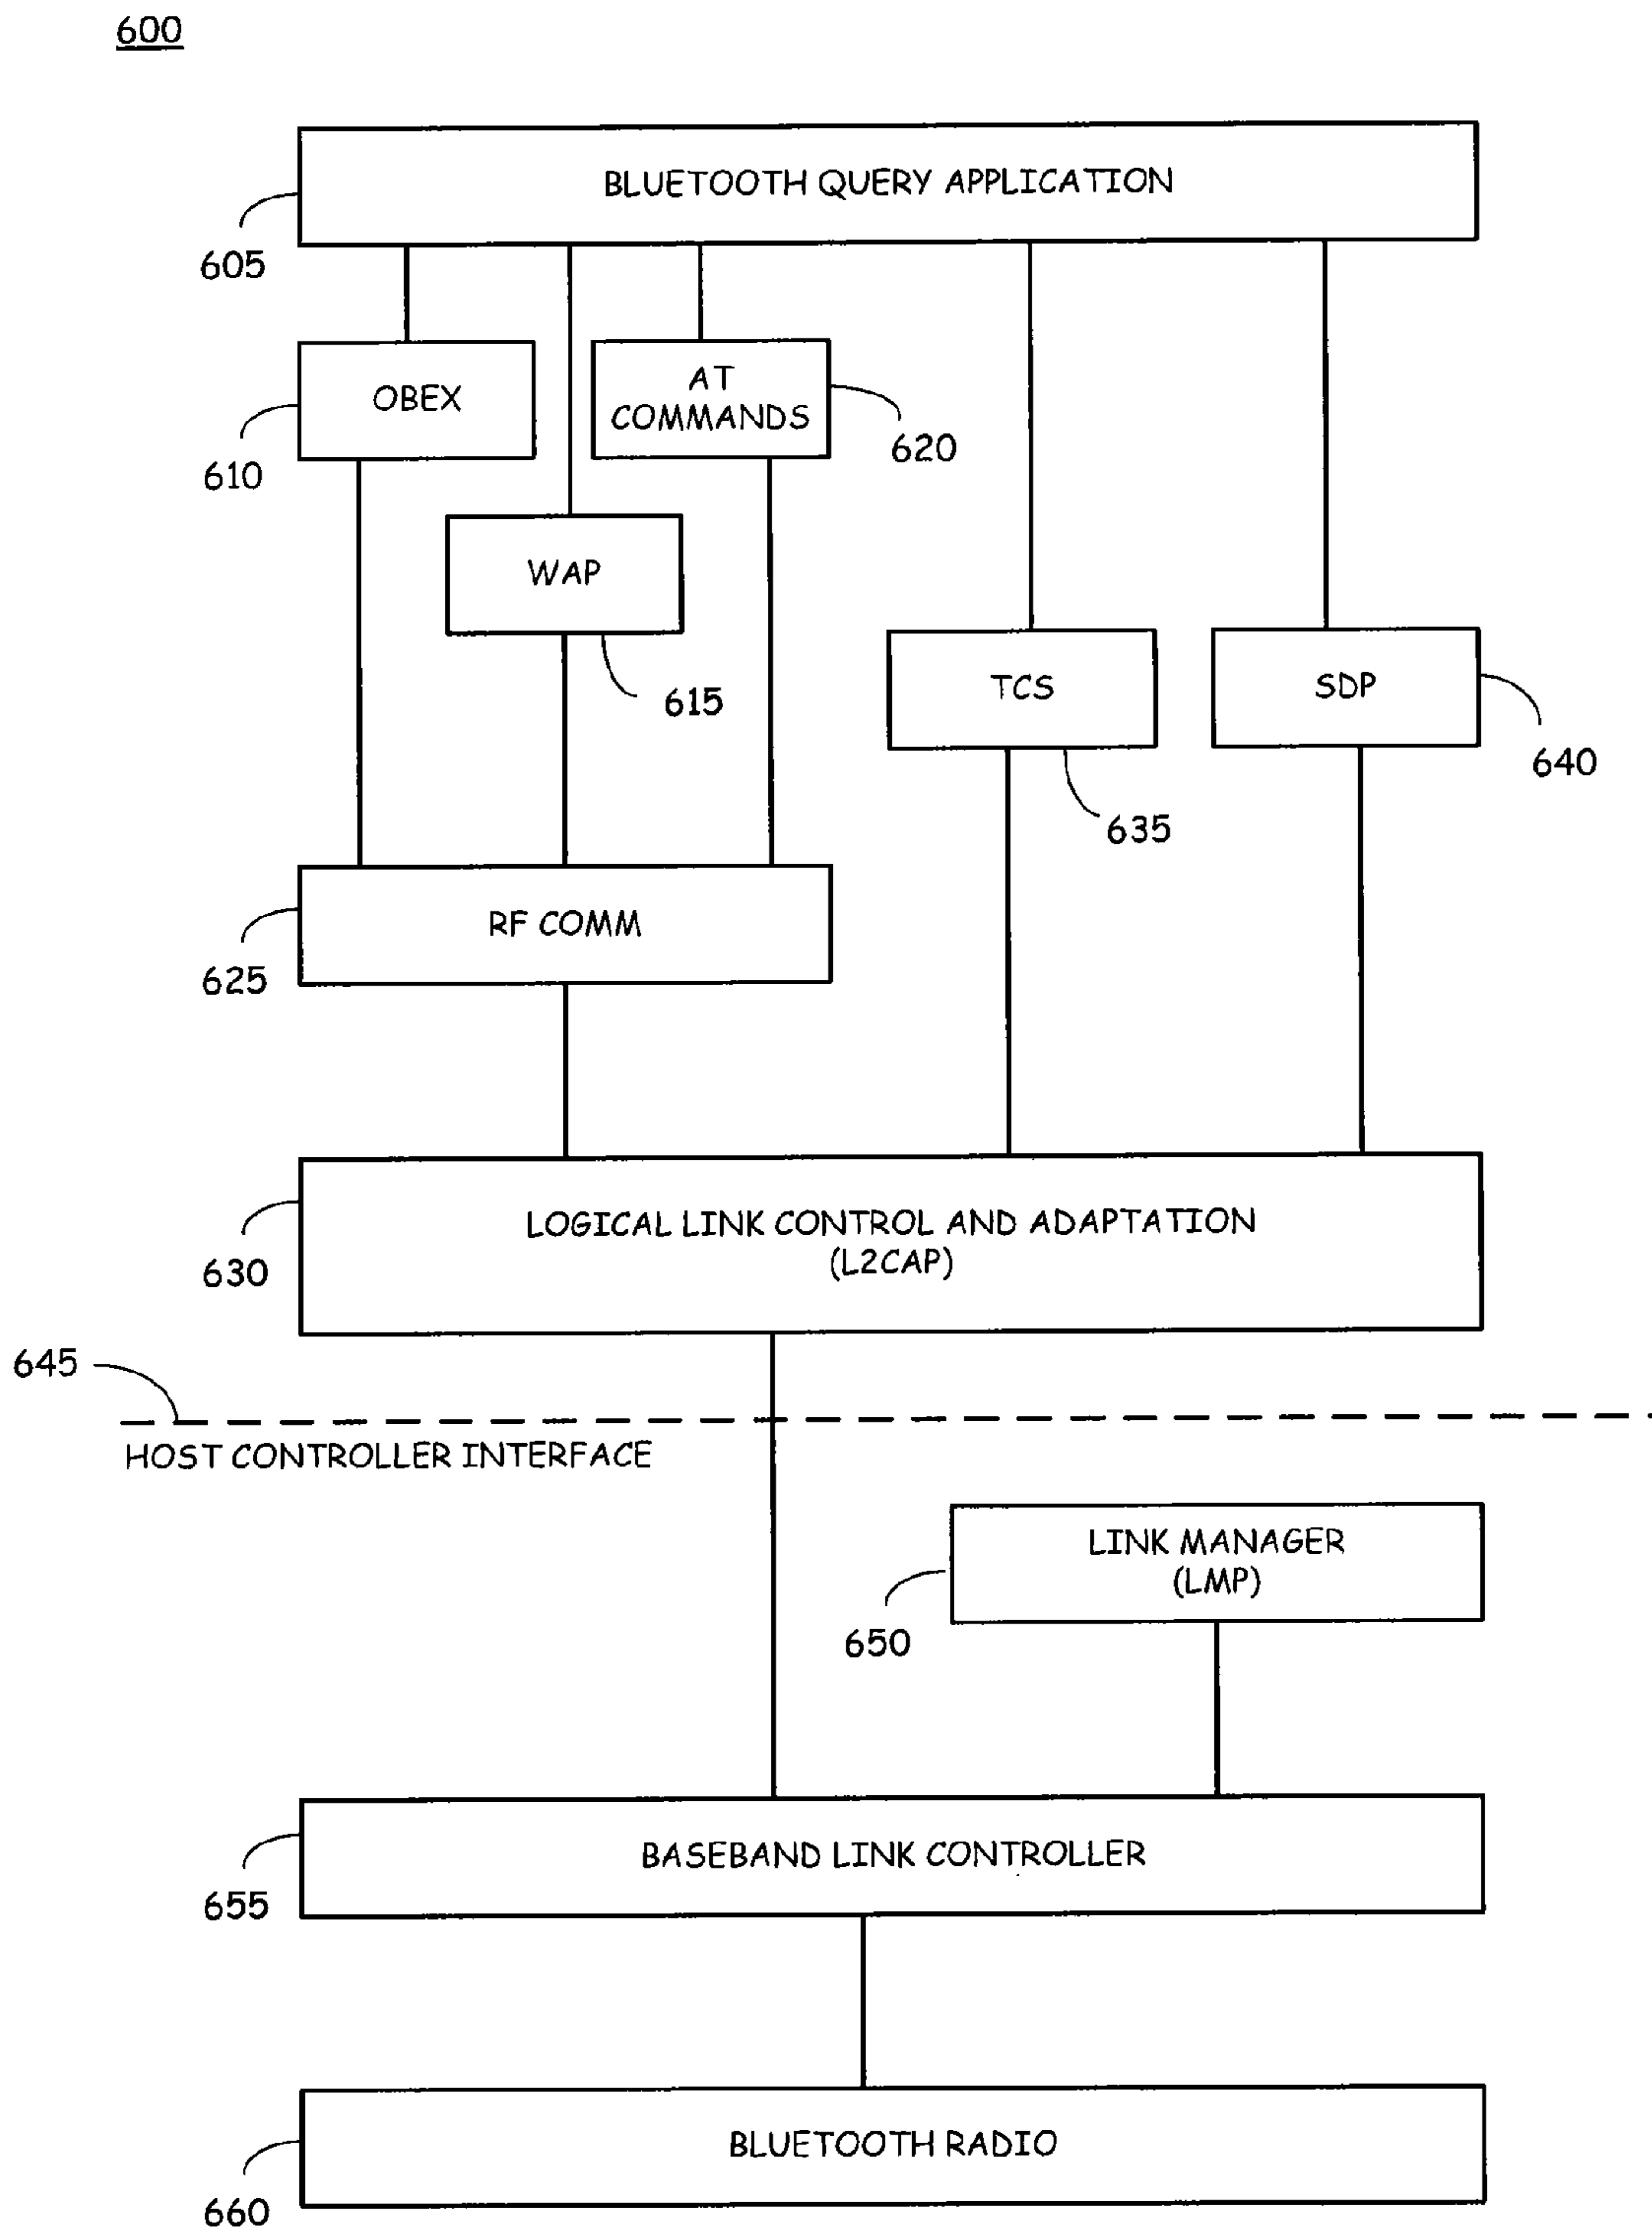 600
BLUETOOTH QUERY APPLICATION
605
OBEX
610
AT
COMMANDS
620
WAP
615
TCS
635
SDP
640
RF COMM
625
LOGICAL LINK CONTROL AND ADAPTATION
(L2CAP)
630
645
HOST CONTROLLER INTERFACE
LINK MANAGER
(LMP)
650
BASEBAND LINK CONTROLLER
655
BLUETOOTH RADIO
660